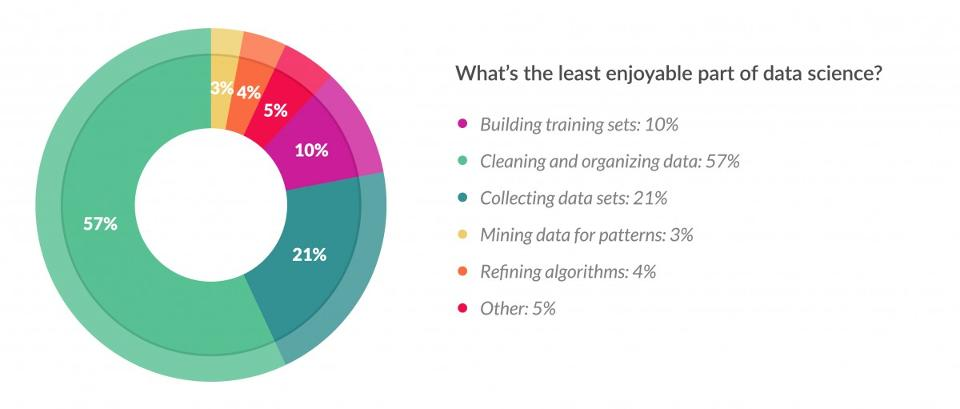 What's the least enjoyable part of data science?
3%
4%
5%
10%
21%
57%
Building training sets: 10%
Cleaning and organizing data: 57%
Collecting data sets: 21%
Mining data for patterns: 3%
Refining algorithms: 4%
Other: 5%